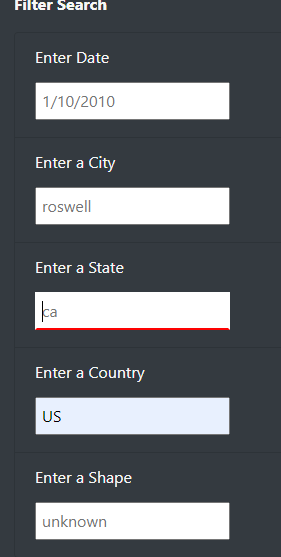 Filter Search
Enter Date
1/10/2010
Enter a City
roswell
Enter a State
ca
Enter a Country
US
Enter a Shape
unknown